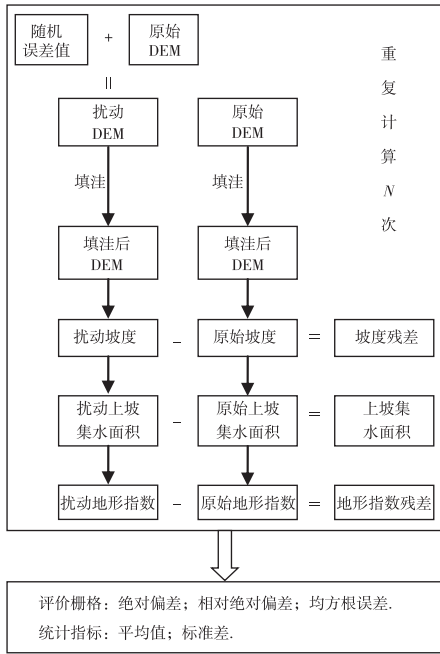 随机
误差值
+
原始
DEM
=
重
复
计
算
N
次
扰动
DEM
原始
DEM
填洼
填洼
填洼后
DEM
填洼后
DEM
扰动坡度
−
原始坡度
=
坡度残差
扰动上坡
集水面积
−
原始上坡
集水面积
=
上坡集
水面积
扰动地形指数
−
原始地形指数
=
地形指数残差
评价栅格：绝对偏差；相对绝对偏差；均方根误差.
统计指标：平均值；标准差.